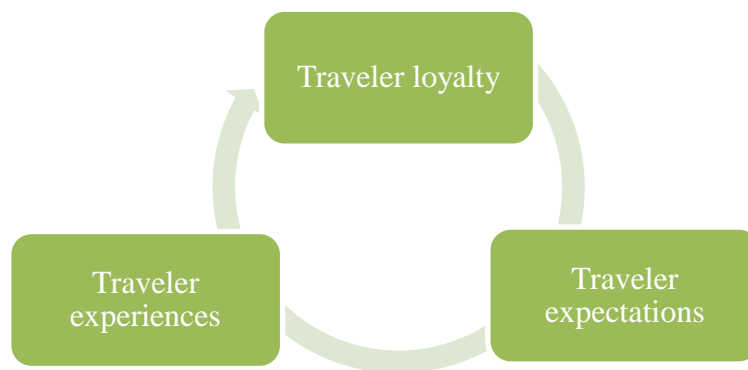 Traveler loyalty
Traveler
experiences
Traveler
expectations